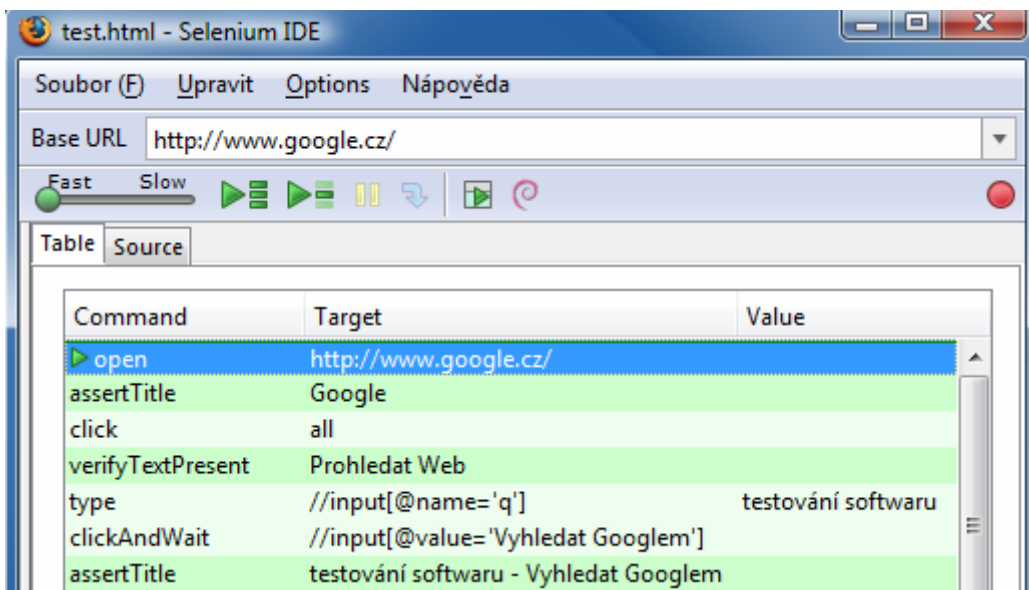 test.html - Selenium IDE
Soubor (F) Upravit Options Nápověda
Base URL http://www.google.cz/
Fast Slow
Table Source
Command Target Value
open http://www.google.cz/
assertTitle Google
click all
verifyTextPresent Prohledat Web
type //input[@name='q'] testování softwaru
clickAndWait //input[@value='Vyhledat Googlem']
assertTitle testování softwaru - Vyhledat Googlem